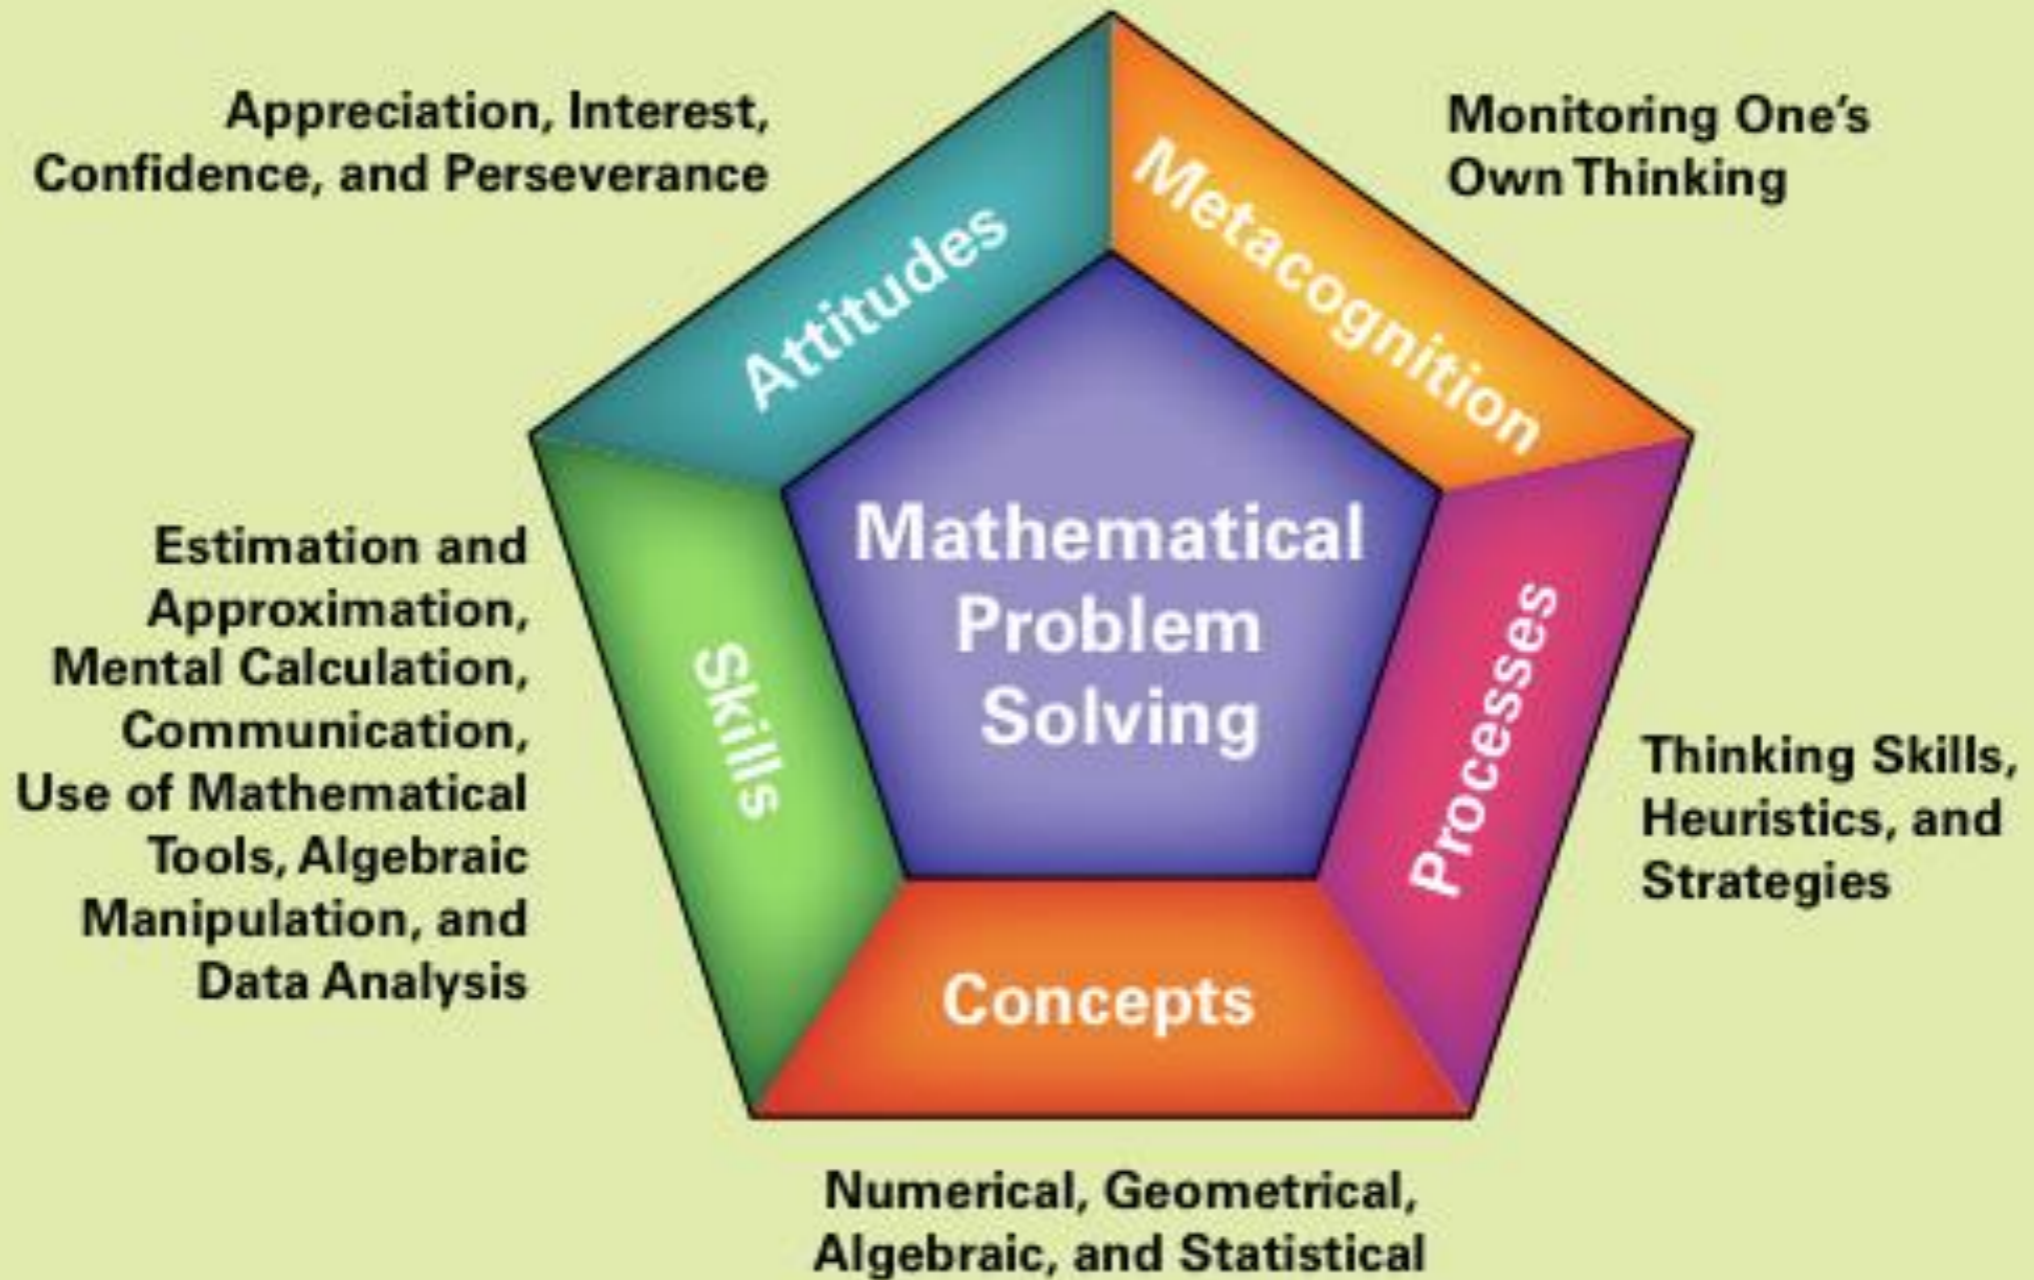 Appreciation, Interest,
Confidence, and Perseverance
Monitoring One's
Own Thinking
Attitudes
Metacognition
Estimation and
Approximation,
Mental Calculation,
Communication,
Use of Mathematical
Tools, Algebraic
Manipulation, and
Data Analysis
Skills
Mathematical
Problem
Solving
Processes
Thinking Skills,
Heuristics, and
Strategies
Concepts
Numerical, Geometrical,
Algebraic, and Statistical